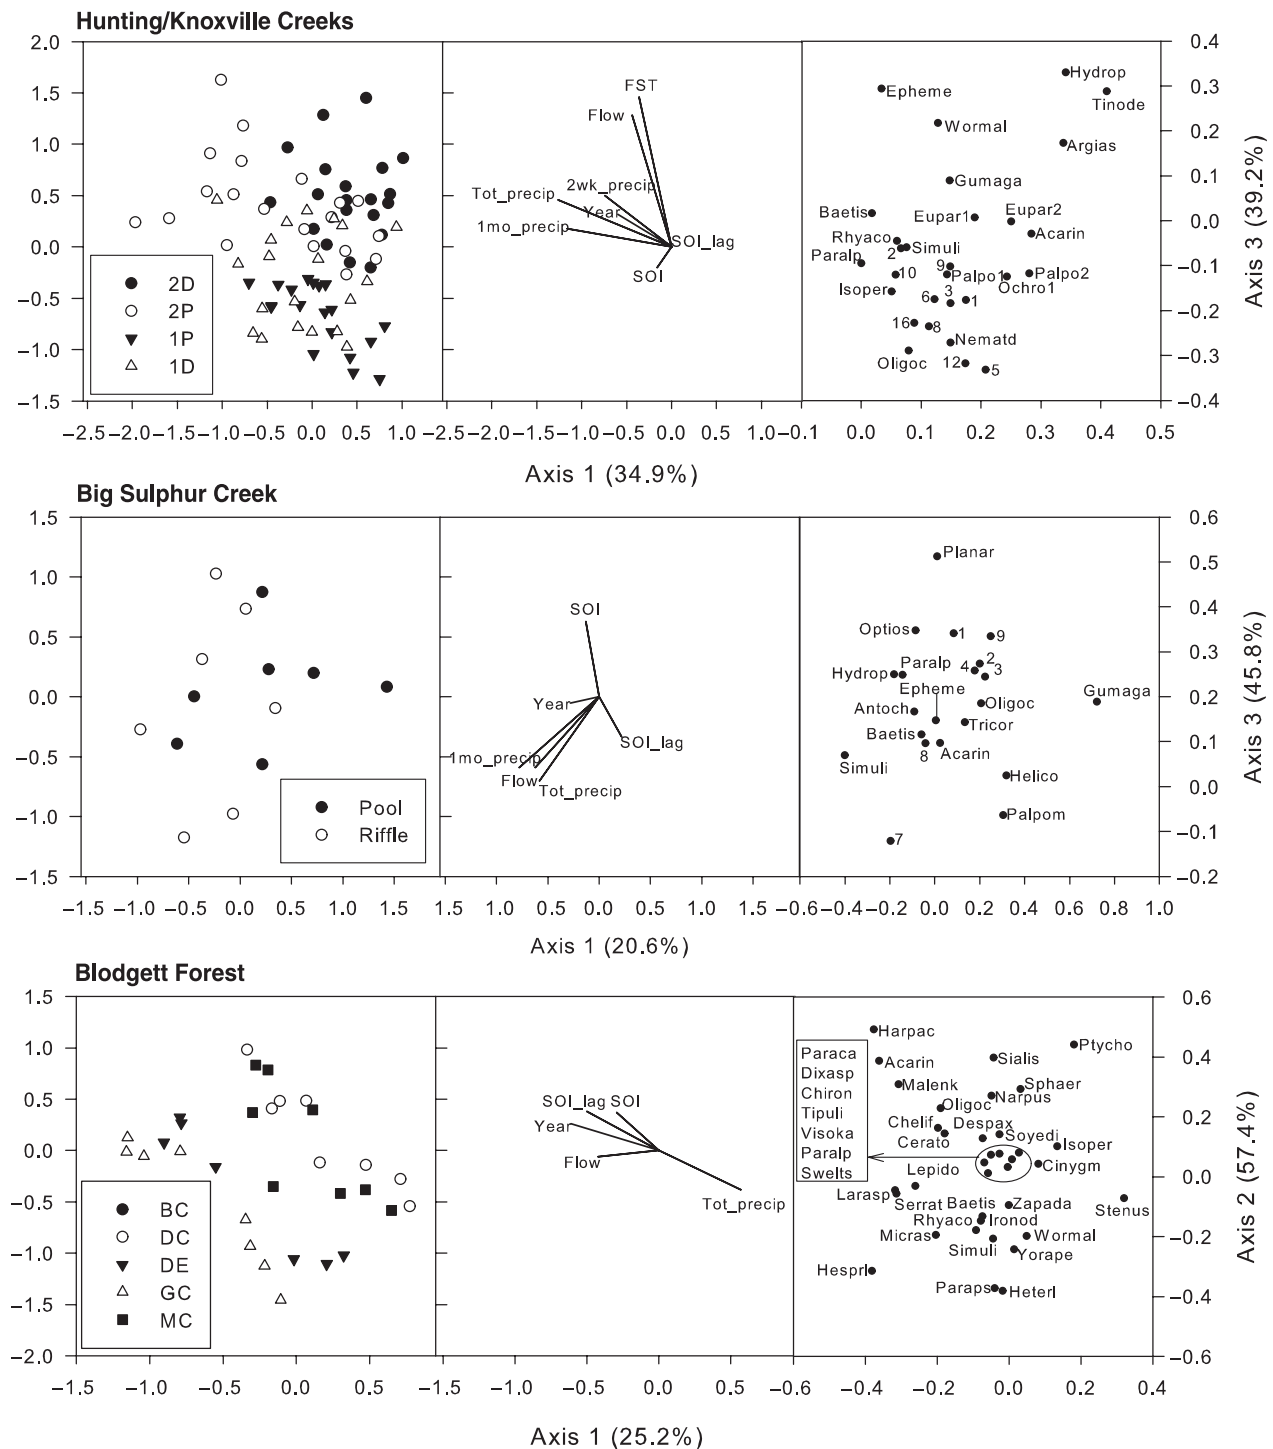 Hunting/Knoxville Creeks
2.0
1.5
1.0
0.5
0.0
−0.5
−1.0
−1.5
2D
2P
1P
1D
FST
Flow
Tot_precip
2wk_precip
Year
1mo_precip
SOI_lag
SOI
Hydrop
Epheme
Tinode
Wormal
Argias
Gumaga
Baetis
Eupar1
Eupar2
Acarin
Rhyaco
Simuli
2
Paralp
9
Palpo1
Palpo2
10
Ochro1
Isoper
6
3
1
16
8
Nematd
Oligoc
12
5
0.4
0.3
0.2
0.1
0.0
−0.1
−0.2
−0.3
−0.4
Axis 3 (39.2%)
−2.5 −2.0 −1.5 −1.0 −0.5 0.0 0.5 1.0
−2.5 −2.0 −1.5 −1.0 −0.5 0.0 0.5 1.0
−0.1 0.0 0.1 0.2 0.3 0.4 0.5
Axis 1 (34.9%)
Big Sulphur Creek
1.5
1.0
0.5
0.0
−0.5
−1.0
−1.5
Pool
Riffle
SOI
Year
SOI_lag
1mo_precip
Flow
Tot_precip
Planar
Optios
1
9
Hydrop
Paralp
4
2
3
Epheme
Gumaga
Antoch
Oligoc
Tricor
Baetis
8
Acarin
Simuli
Helico
Palpom
7
0.6
0.5
0.4
0.3
0.2
0.1
0.0
−0.1
−0.2
Axis 3 (45.8%)
−1.5 −1.0 −0.5 0.0 0.5 1.0 1.5
−1.5 −1.0 −0.5 0.0 0.5 1.0 1.5
−0.6 −0.4 −0.2 0.0 0.2 0.4 0.6 0.8 1.0
Axis 1 (20.6%)
Blodgett Forest
1.5
1.0
0.5
0.0
−0.5
−1.0
−1.5
−2.0
BC
DC
DE
GC
MC
SOI_lag SOI
Year
Flow
Tot_precip
Paraca
Dixasp
Chiron
Tipuli
Visoka
Paralp
Swelts
Harpac
Acarin
Sialis
Ptycho
Malenk
Sphaer
Narpus
Oligoc
Chelif
Despax
Cerato
Soyedi
Isoper
Lepido
Cinygm
Larasp
Serrat
Baetis
Zapada
Stenus
Rhyaco
Ironod
Micras
Simuli
Wormal
Yorape
Hesprl
Paraps
Heterl
0.6
0.4
0.2
0.0
−0.2
−0.4
−0.6
Axis 2 (57.4%)
−1.5 −1.0 −0.5 0.0 0.5 1.0
−1.5 −1.0 −0.5 0.0 0.5 1.0
−0.6 −0.4 −0.2 0.0 0.2 0.4
Axis 1 (25.2%)